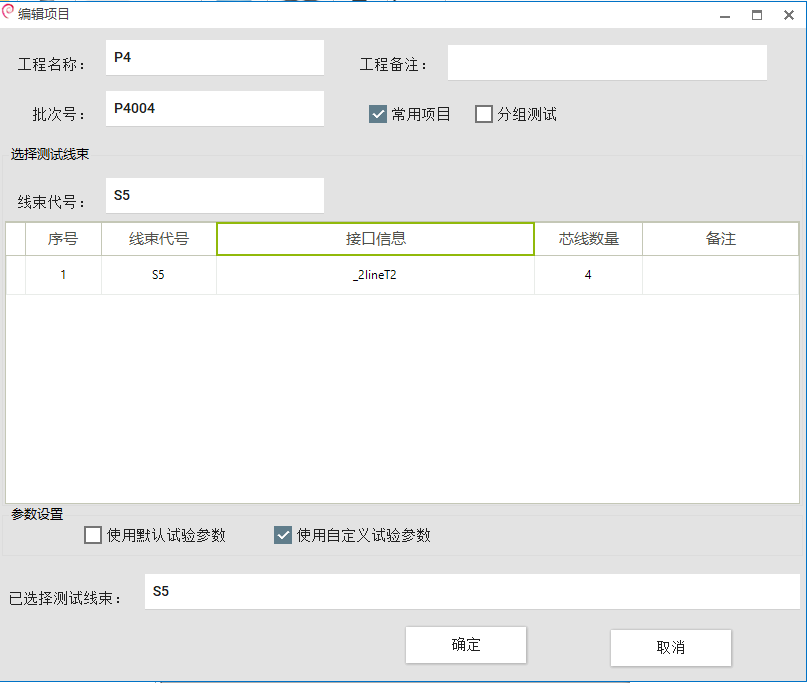 编辑项目
工程名称： P4 工程备注：
批次号： P4004 常用项目 分组测试
选择测试线束
线束代号： S5
序号 线束代号 接口信息 芯线数量 备注
1 S5 _2lineT2 4
参数设置
使用默认试验参数 使用自定义试验参数
已选择测试线束： S5
确定 取消